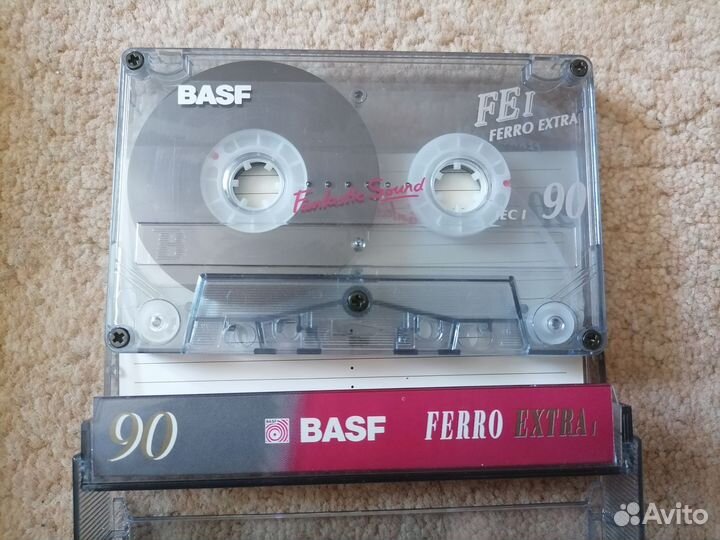 BASF
FE I
FERRO EXTRA
Fantastic Sound
B
IEC I 90
90 BASF FERRO EXTRA I
Avito